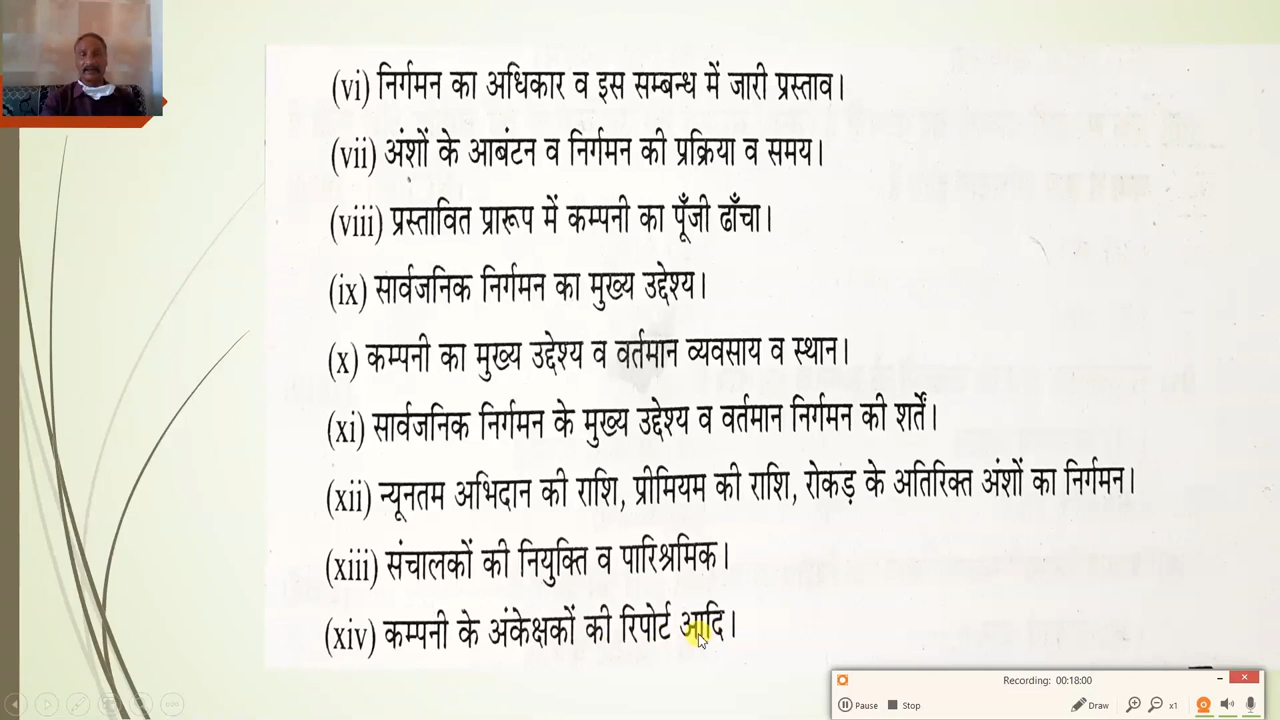 (vi) निर्गमन का अधिकार व इस सम्बन्ध में जारी प्रस्ताव।
(vii) अंशों के आबंटन व निर्गमन की प्रक्रिया व समय।
(viii) प्रस्तावित प्रारूप में कम्पनी का पूँजी ढाँचा।
(ix) सार्वजनिक निर्गमन का मुख्य उद्देश्य।
(x) कम्पनी का मुख्य उद्देश्य व वर्तमान व्यवसाय व स्थान।
(xi) सार्वजनिक निर्गमन के मुख्य उद्देश्य व वर्तमान निर्गमन की शर्तें।
(xii) न्यूनतम अभिदान की राशि, प्रीमियम की राशि, रोकड़ के अतिरिक्त अंशों का निर्गमन।
(xiii) संचालकों की नियुक्ति व पारिश्रमिक।
(xiv) कम्पनी के अंकेक्षकों की रिपोर्ट आदि।
Recording: 00:18:00
Pause Stop Draw x1